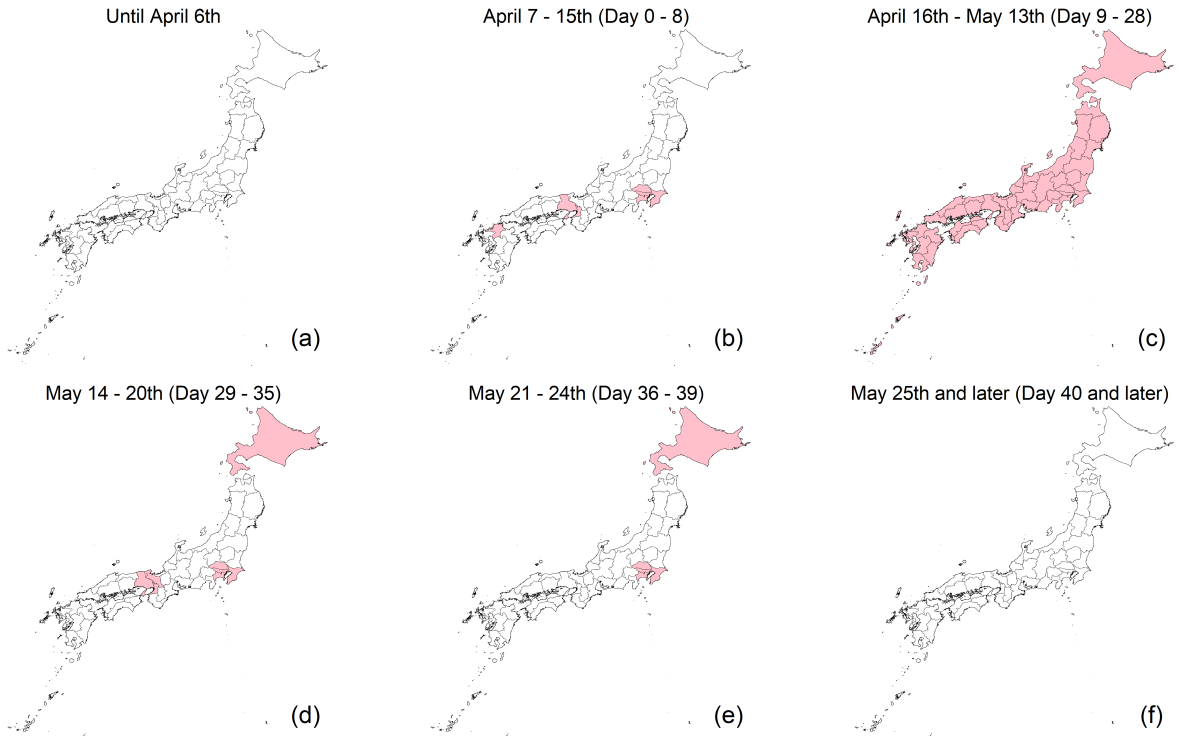 Until April 6th
April 7 - 15th (Day 0 - 8)
April 16th - May 13th (Day 9 - 28)
(a)
(b)
(c)
May 14 - 20th (Day 29 - 35)
May 21 - 24th (Day 36 - 39)
May 25th and later (Day 40 and later)
(d)
(e)
(f)